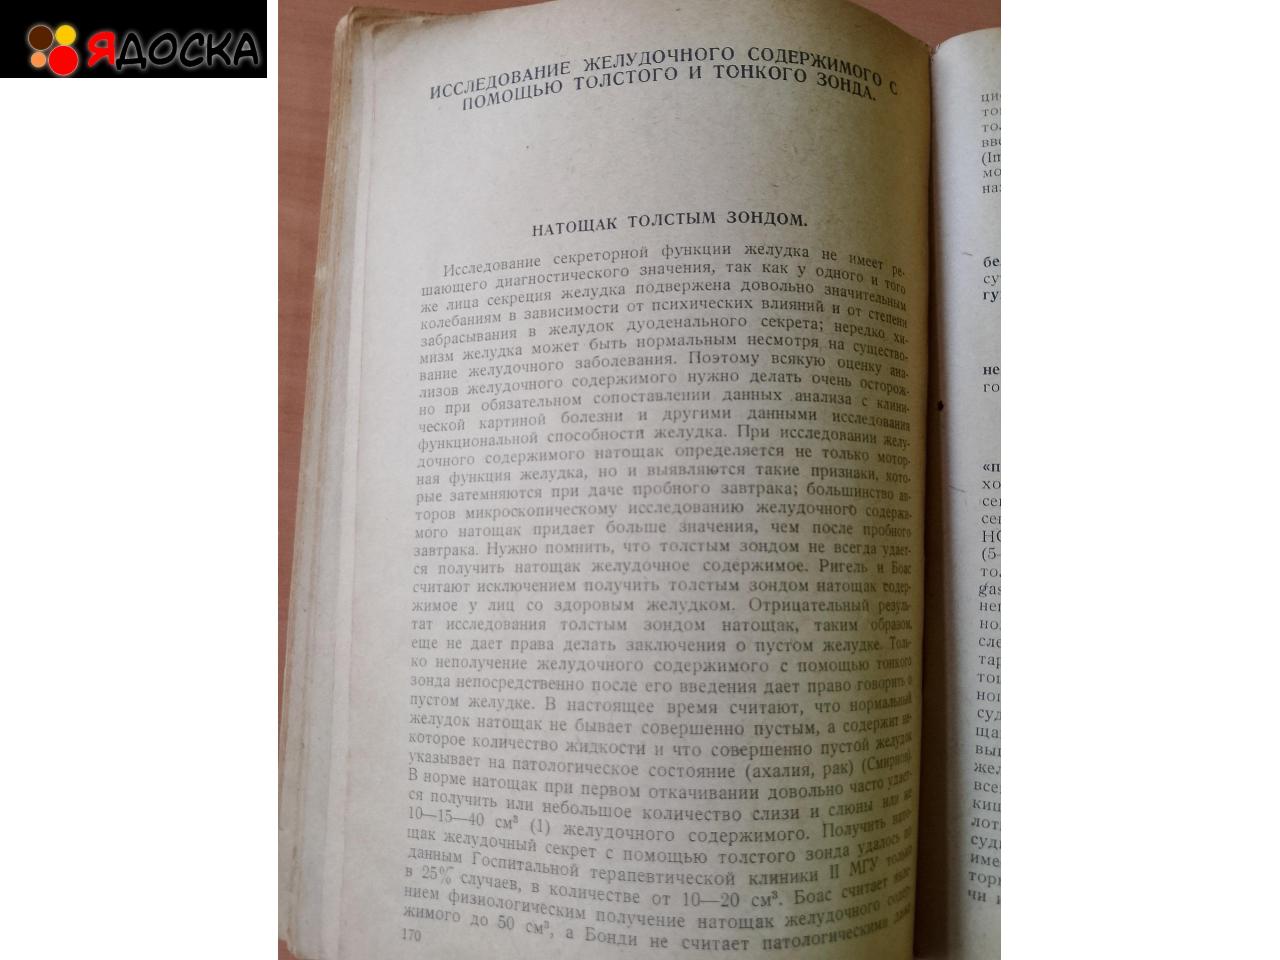 ЯДОСКА
ИССЛЕДОВАНИЕ ЖЕЛУДОЧНОГО СОДЕРЖИМОГО С
ПОМОЩЬЮ ТОЛСТОГО И ТОНКОГО ЗОНДА.
НАТОЩАК ТОЛСТЫМ ЗОНДОМ.
Исследование секреторной функции желудка не имеет ре-
шающего диагностического значения, так как у одного и того
же лица секреция желудка подвержена довольно значительным
колебаниям в зависимости от психических влияний и от степени
забрасывания в желудок дуоденального секрета; нередко хи-
мизм желудка может быть нормальным несмотря на существо-
вание желудочного заболевания. Поэтому всякую оценку ана-
лизов желудочного содержимого нужно делать очень осторож-
но при обязательном сопоставлении данных анализа с клини-
ческой картиной болезни и другими данными исследования
функциональной способности желудка. При исследовании желу-
дочного содержимого натощак определяется не только мотор-
ная функция желудка, но и выявляются такие признаки, кото-
рые затемняются при даче пробного завтрака; большинство ав-
торов микроскопическому исследованию желудочного содержи-
мого натощак придает больше значения, чем после пробного
завтрака. Нужно помнить, что толстым зондом не всегда удает-
ся получить натощак желудочное содержимое. Ригель и Боас
считают исключением получить толстым зондом натощак содер-
жимое у лиц со здоровым желудком. Отрицательный резуль-
тат исследования толстым зондом натощак, таким образом,
еще не дает права делать заключения о пустом желудке. Толь-
ко неполучение желудочного содержимого с помощью тонкого
зонда непосредственно после его введения дает право говорить о
пустом желудке. В настоящее время считают, что нормальный
желудок натощак не бывает совершенно пустым, а содержит не-
которое количество жидкости и что совершенно пустой желудок
указывает на патологическое состояние (ахалия, рак) (Смирнов).
В норме натощак при первом откачивании довольно часто удает-
ся получить или небольшое количество слизи и слюны или не
10—15—40 см³ (1) желудочного содержимого. Получить нато-
щак желудочный секрет с помощью толстого зонда удалось по
данным Госпитальной терапевтической клиники II МГУ только
в 25% случаев, в количестве от 10—20 см³. Боас считает явле-
нием физиологическим получение натощак желудочного содер-
жимого до 50 см³, а Бонди не считает патологическими даже
170